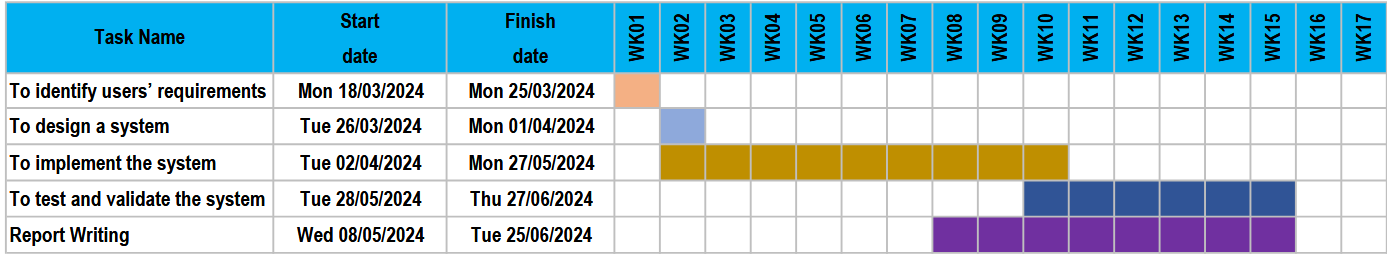 Task Name Start date Finish date WK01 WK02 WK03 WK04 WK05 WK06 WK07 WK08 WK09 WK10 WK11 WK12 WK13 WK14 WK15 WK16 WK17
To identify users’ requirements Mon 18/03/2024 Mon 25/03/2024
To design a system Tue 26/03/2024 Mon 01/04/2024
To implement the system Tue 02/04/2024 Mon 27/05/2024
To test and validate the system Tue 28/05/2024 Thu 27/06/2024
Report Writing Wed 08/05/2024 Tue 25/06/2024